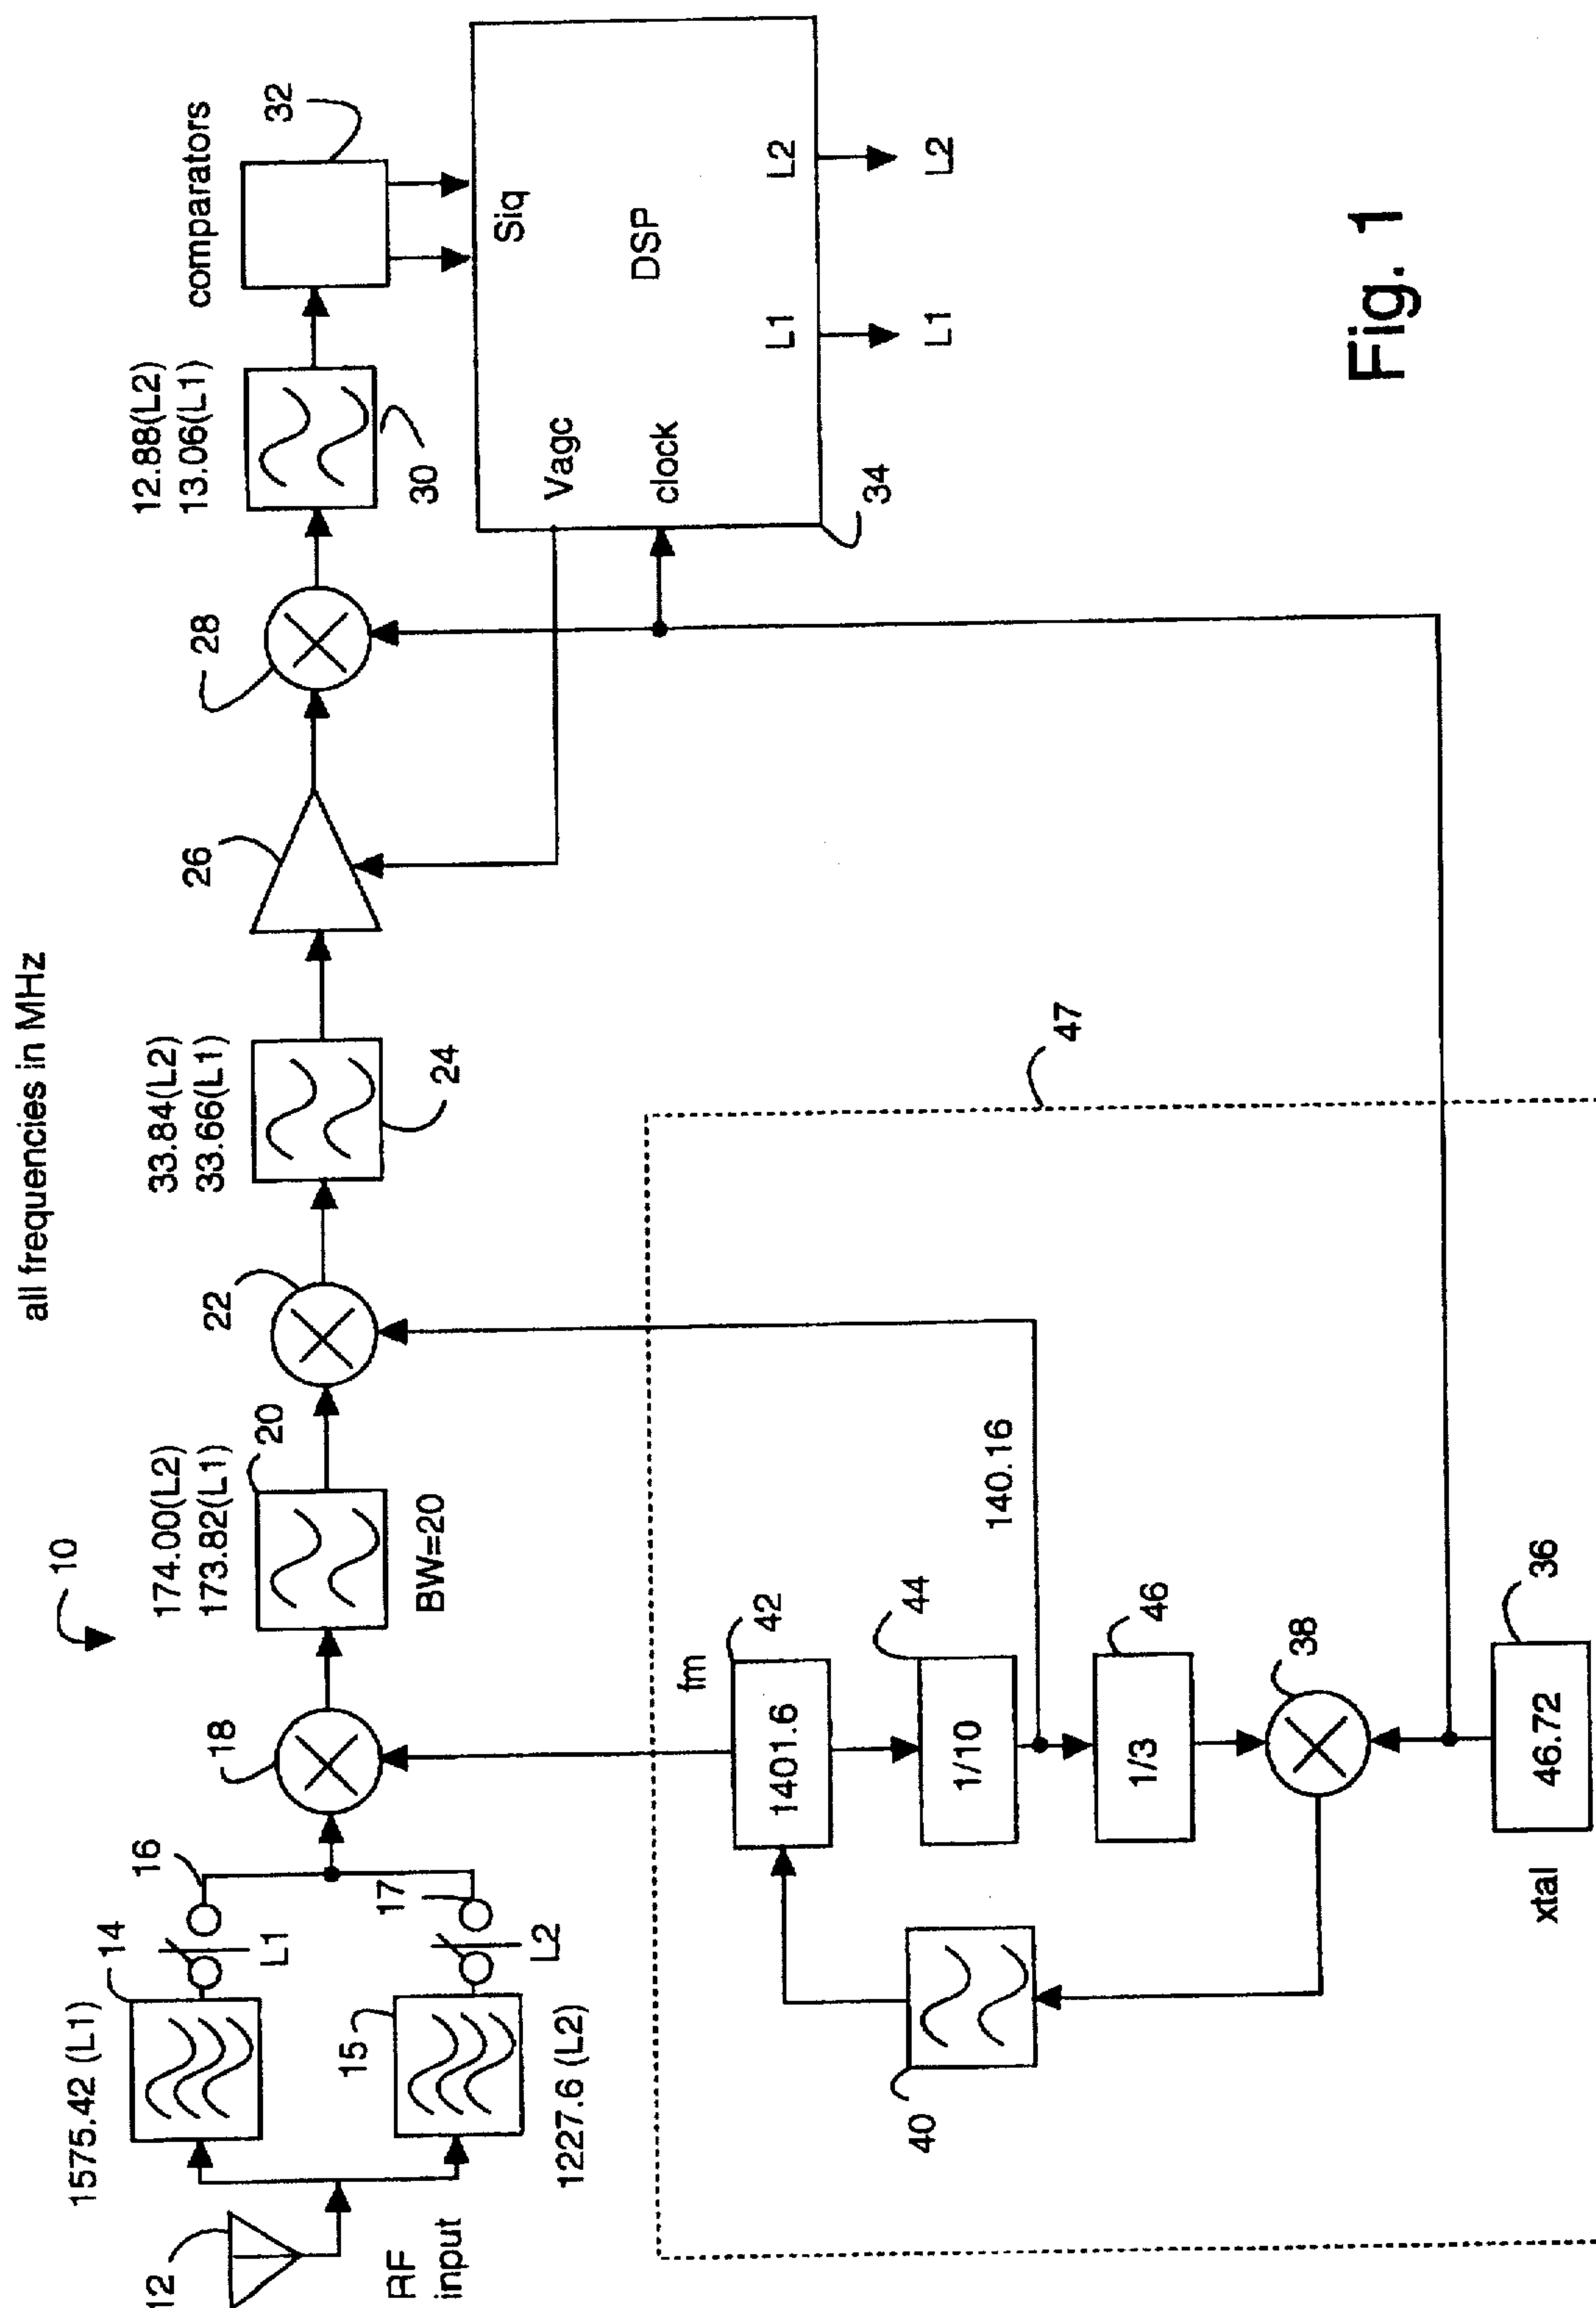 all frequencies in MHz
10
12
RF
input
1575.42 (L1)
14
16
L1
15
17
L2
1227.6 (L2)
18
174.00(L2)
173.82(L1)
20
BW=20
22
33.84(L2)
33.66(L1)
24
26
28
12.88(L2)
13.06(L1)
30
comparators
32
Siq
DSP
Vagc
clock
L1
L2
L1
L2
34
fm
42
1401.6
44
1/10
140.16
46
1/3
38
40
47
36
46.72
xtal
Fig. 1